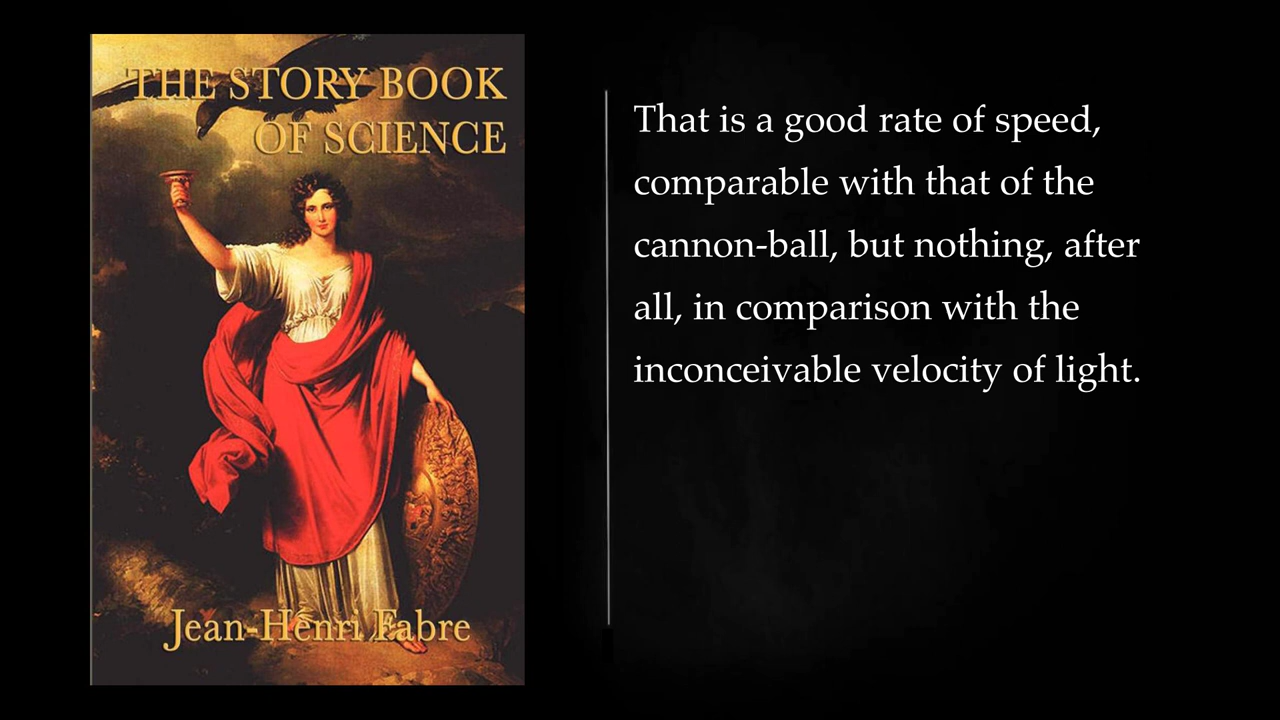 THE STORY BOOK
OF SCIENCE
Jean-Henri Fabre
That is a good rate of speed,
comparable with that of the
cannon-ball, but nothing, after
all, in comparison with the
inconceivable velocity of light.